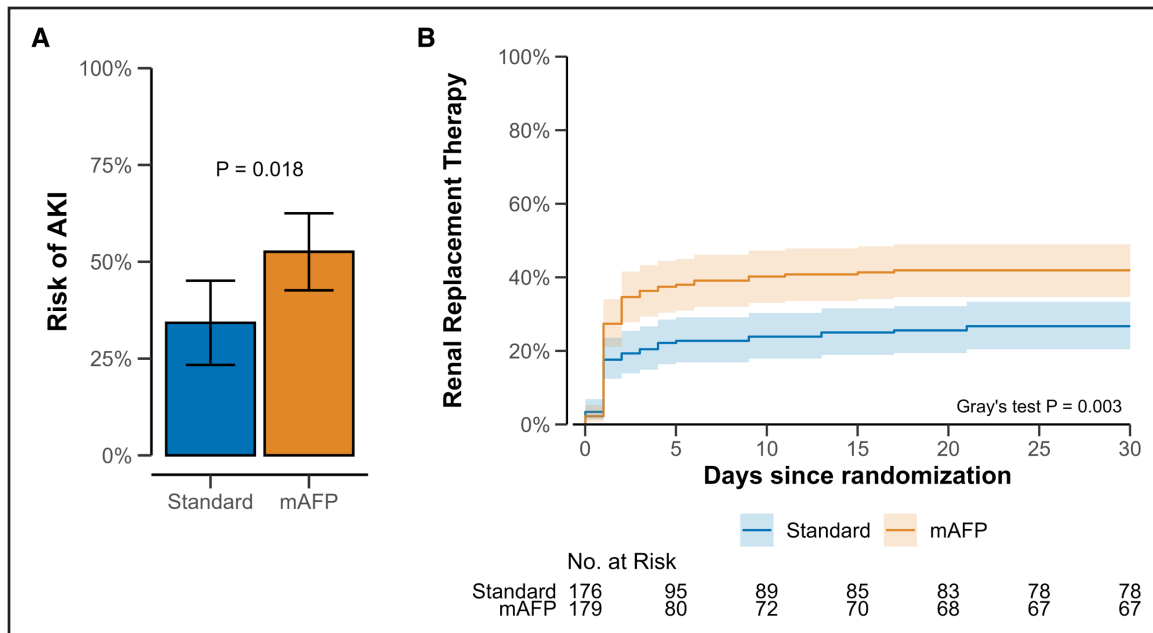 A
Risk of AKI
100%
75%
50%
25%
0%
P = 0.018
Standard mAFP
B
Renal Replacement Therapy
100%
80%
60%
40%
20%
0%
Gray's test P = 0.003
0 5 10 15 20 25 30
Days since randomization
Standard mAFP
No. at Risk
Standard 176 95 89 85 83 78 78
mAFP 179 80 72 70 68 67 67